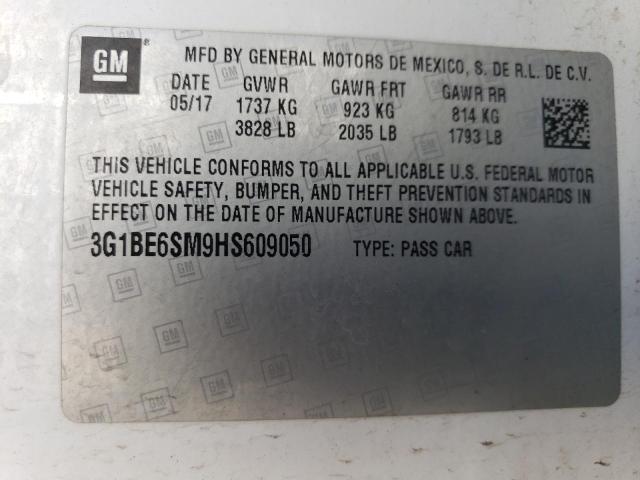 GM ® MFD BY GENERAL MOTORS DE MEXICO, S. DE R.L. DE C.V.
DATE GVWR GAWR FRT GAWR RR
05/17 1737 KG 923 KG 814 KG
3828 LB 2035 LB 1793 LB
THIS VEHICLE CONFORMS TO ALL APPLICABLE U.S. FEDERAL MOTOR
VEHICLE SAFETY, BUMPER, AND THEFT PREVENTION STANDARDS IN
EFFECT ON THE DATE OF MANUFACTURE SHOWN ABOVE.
3G1BE6SM9HS609050 TYPE: PASS CAR